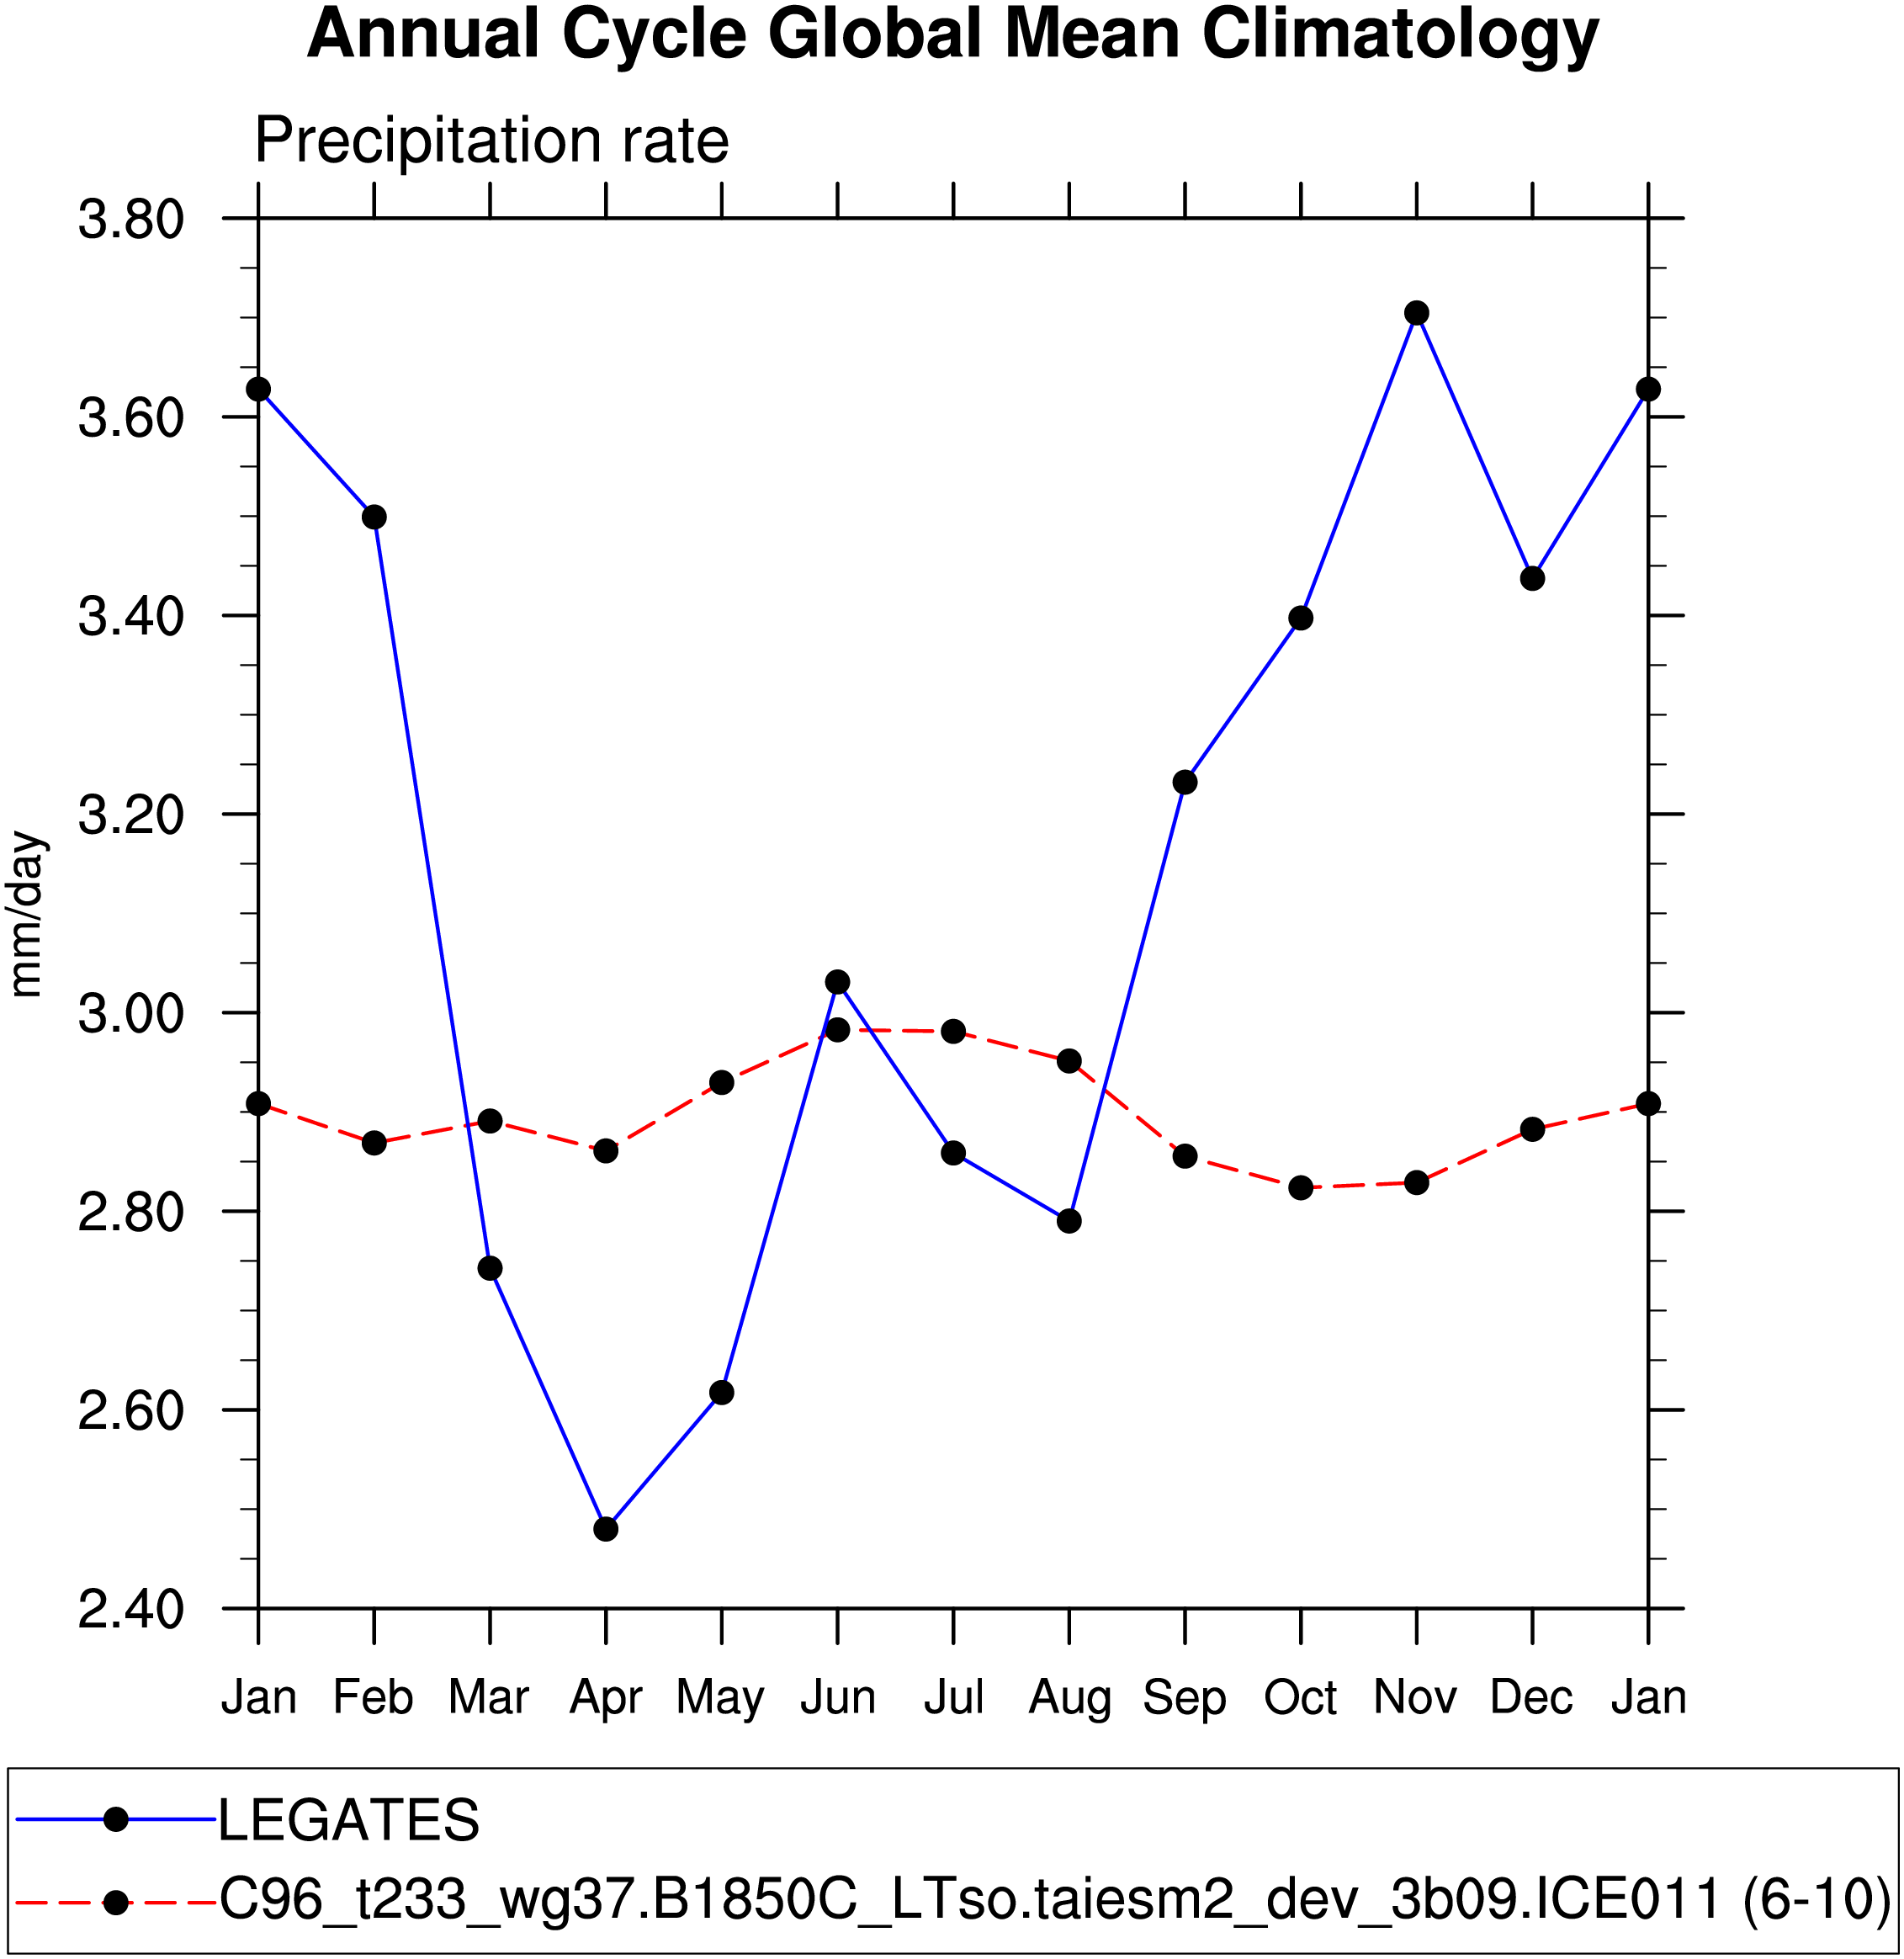 Annual Cycle Global Mean Climatology
Precipitation rate
3.80
3.60
3.40
3.20
3.00
2.80
2.60
2.40
mm/day
Jan Feb Mar Apr May Jun Jul Aug Sep Oct Nov Dec Jan
LEGATES
C96_t233_wg37.B1850C_LTso.taiesm2_dev_3b09.ICE011 (6-10)